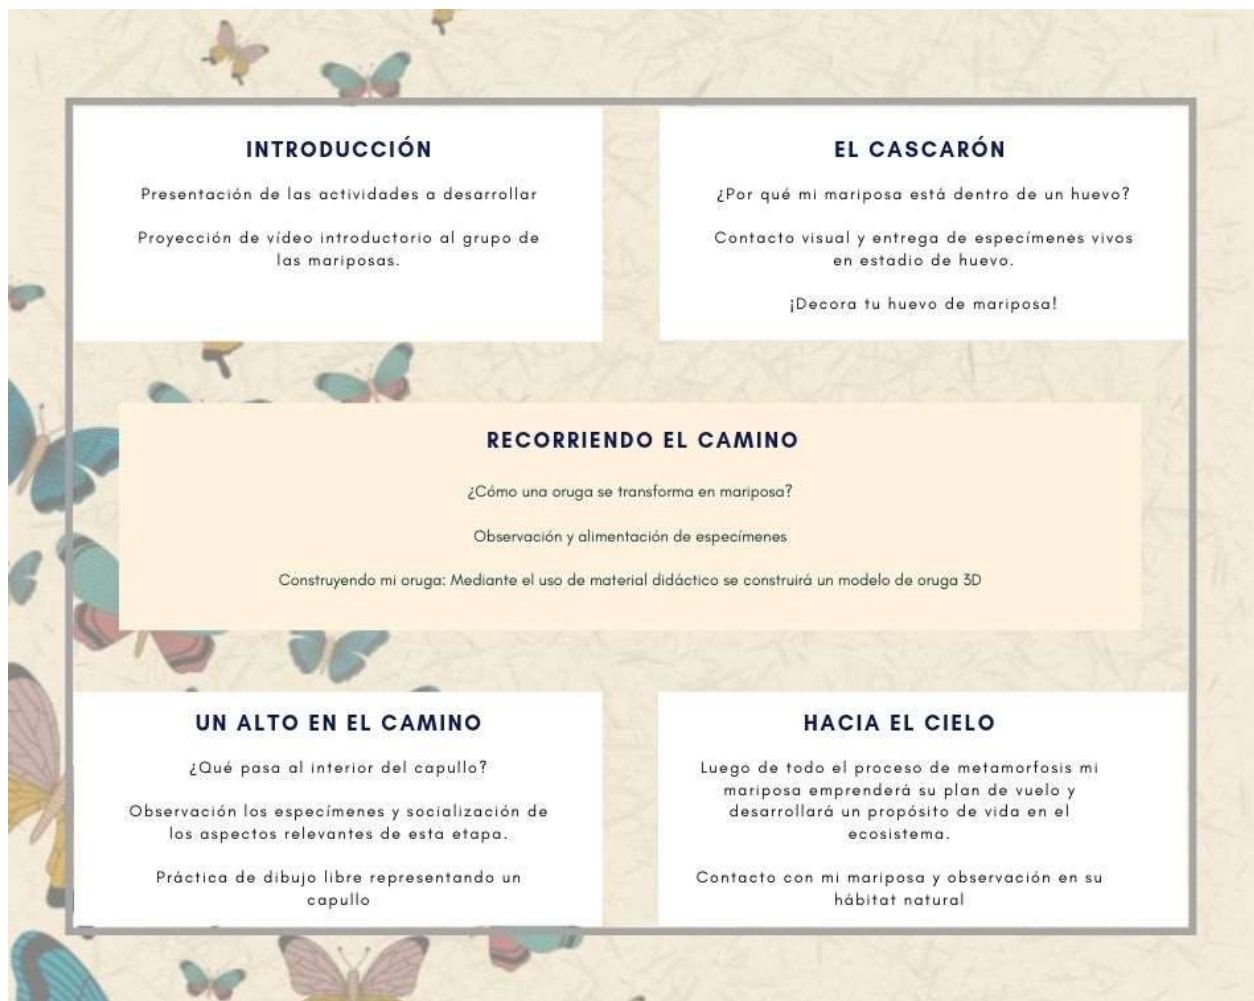 INTRODUCCIÓN
Presentación de las actividades a desarrollar
Proyección de vídeo introductorio al grupo de
las mariposas.
EL CASCARÓN
¿Por qué mi mariposa está dentro de un huevo?
Contacto visual y entrega de especímenes vivos
en estadio de huevo.
¡Decora tu huevo de mariposa!
RECORRIENDO EL CAMINO
¿Cómo una oruga se transforma en mariposa?
Observación y alimentación de especímenes
Construyendo mi oruga: Mediante el uso de material didáctico se construirá un modelo de oruga 3D
UN ALTO EN EL CAMINO
¿Qué pasa al interior del capullo?
Observación los especímenes y socialización de
los aspectos relevantes de esta etapa.
Práctica de dibujo libre representando un
capullo
HACIA EL CIELO
Luego de todo el proceso de metamorfosis mi
mariposa emprenderá su plan de vuelo y
desarrollará un propósito de vida en el
ecosistema.
Contacto con mi mariposa y observación en su
hábitat natural